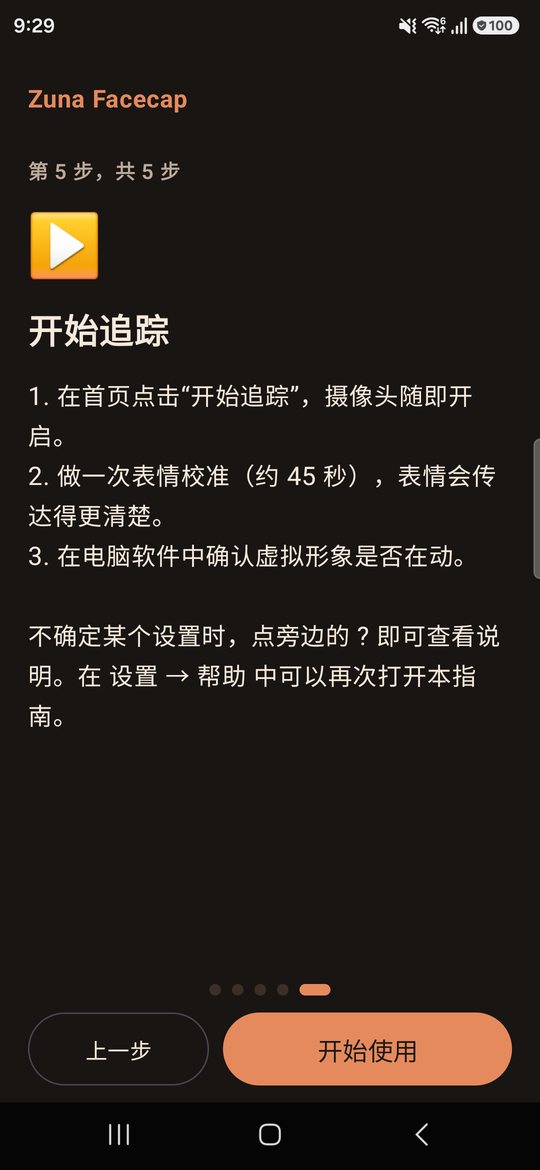 9:29
6
100
Zuna Facecap
第 5 步，共 5 步
开始追踪
1. 在首页点击“开始追踪”，摄像头随即开
启。
2. 做一次表情校准（约 45 秒），表情会传
达得更清楚。
3. 在电脑软件中确认虚拟形象是否在动。
不确定某个设置时，点旁边的 ? 即可查看说
明。在 设置 → 帮助 中可以再次打开本指
南。
上一步
开始使用